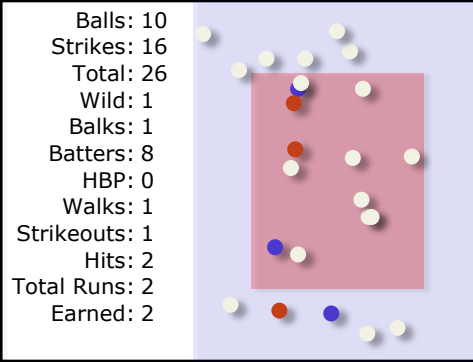 Balls: 10
Strikes: 16
Total: 26
Wild: 1
Balks: 1
Batters: 8
HBP: 0
Walks: 1
Strikeouts: 1
Hits: 2
Total Runs: 2
Earned: 2